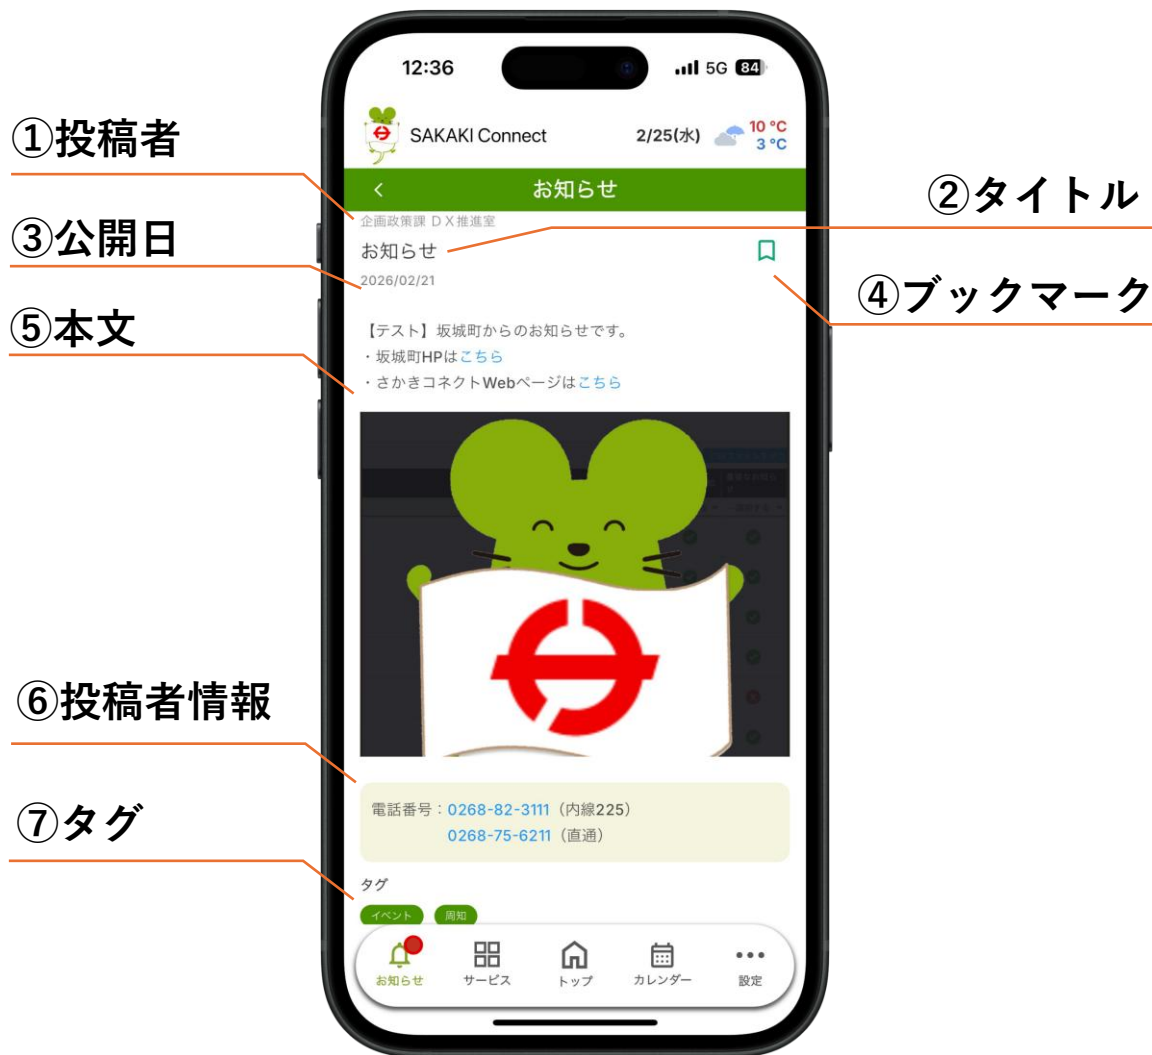 12:36
5G 84
SAKAKI Connect
2/25(水)
10 °C
3 °C
①投稿者
お知らせ
②タイトル
企画政策課 DX推進室
③公開日
お知らせ
2026/02/21
④ブックマーク
⑤本文
【テスト】坂城町からのお知らせです。
・坂城町HPはこちら
・さかきコネクトWebページはこちら
⑥投稿者情報
電話番号：0268-82-3111（内線225）
0268-75-6211（直通）
⑦タグ
タグ
イベント
周知
お知らせ
サービス
トップ
カレンダー
設定